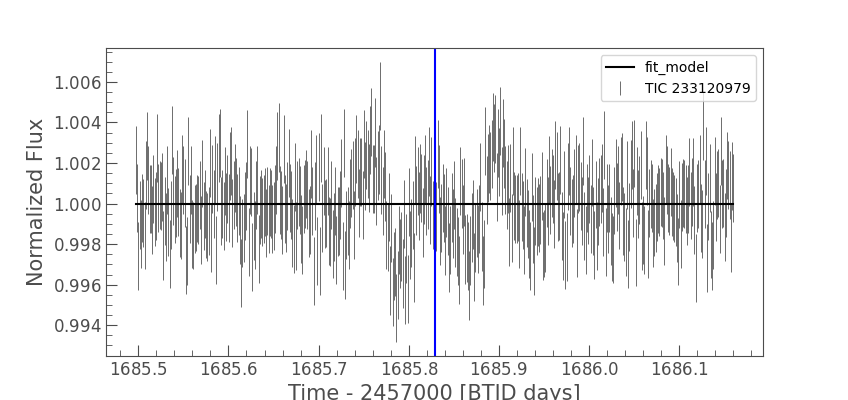 fit_model
TIC 233120979
1.006
1.004
1.002
1.000
0.998
0.996
0.994
Normalized Flux
1685.5 1685.6 1685.7 1685.8 1685.9 1686.0 1686.1
Time - 2457000 [BTJD days]